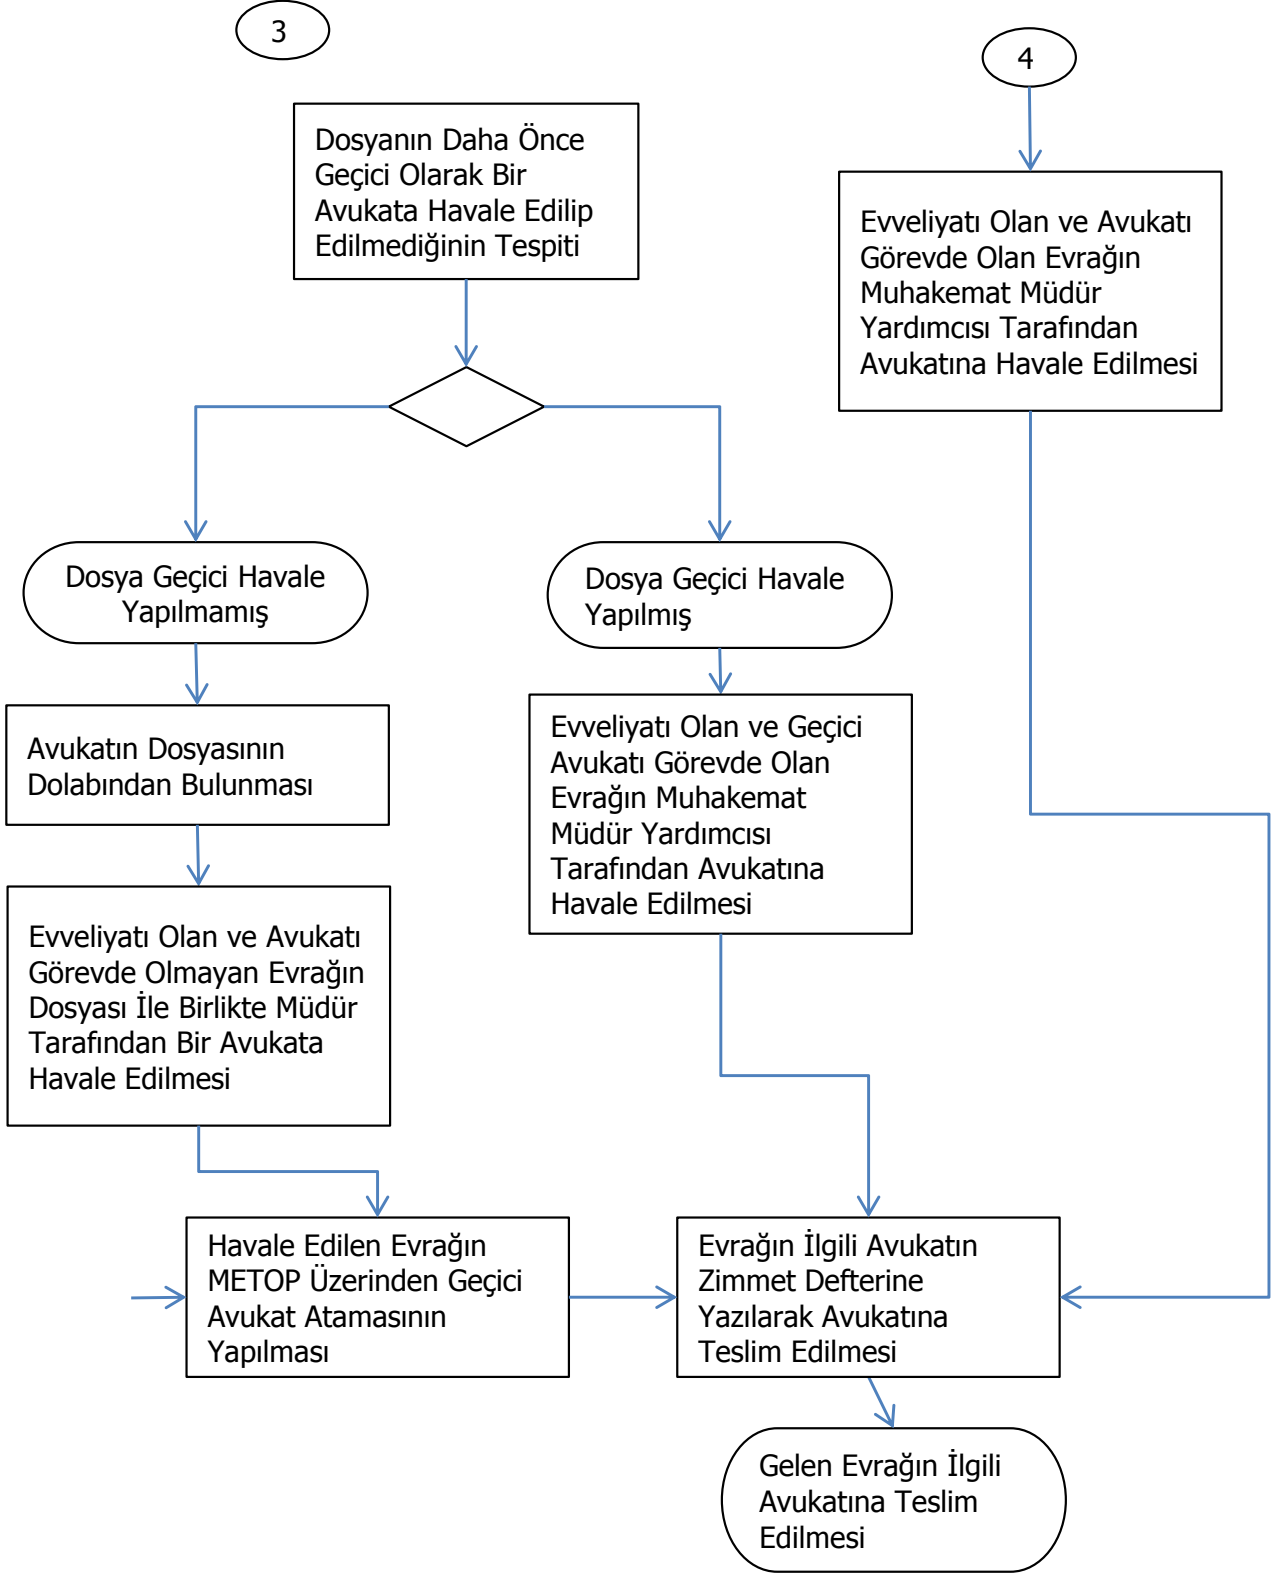 3
4
Dosyanın Daha Önce
Geçici Olarak Bir
Avukata Havale Edilip
Edilmediğinin Tespiti
Evveliyatı Olan ve Avukatı
Görevde Olan Evrağın
Muhakemat Müdür
Yardımcısı Tarafından
Avukatına Havale Edilmesi
Dosya Geçici Havale
Yapılmamış
Dosya Geçici Havale
Yapılmış
Avukatın Dosyasının
Dolabından Bulunması
Evveliyatı Olan ve Geçici
Avukatı Görevde Olan
Evrağın Muhakemat
Müdür Yardımcısı
Tarafından Avukatına
Havale Edilmesi
Evveliyatı Olan ve Avukatı
Görevde Olmayan Evrağın
Dosyası İle Birlikte Müdür
Tarafından Bir Avukata
Havale Edilmesi
Havale Edilen Evrağın
METOP Üzerinden Geçici
Avukat Atamasının
Yapılması
Evrağın İlgili Avukatın
Zimmet Defterine
Yazılarak Avukatına
Teslim Edilmesi
Gelen Evrağın İlgili
Avukatına Teslim
Edilmesi